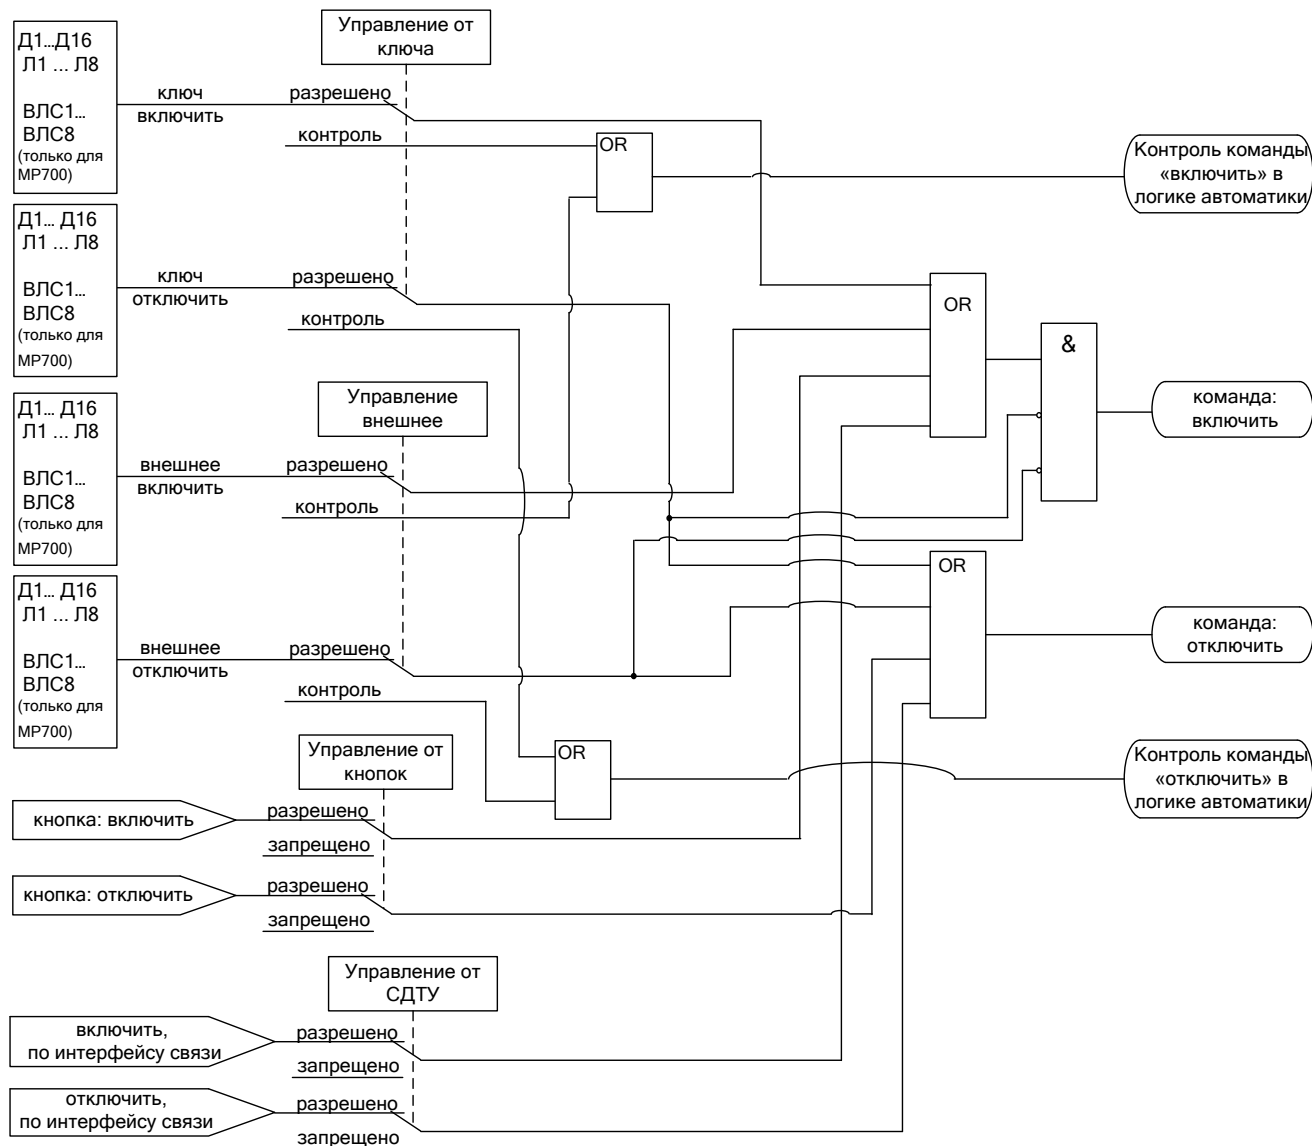 Управление от
ключа
Д1...Д16
Л1 ... Л8
ВЛС1...
ВЛС8
(только для
МР700)
ключ
включить
разрешено
контроль
OR
Контроль команды
«включить» в
логике автоматики
Д1... Д16
Л1 ... Л8
ВЛС1...
ВЛС8
(только для
МР700)
ключ
отключить
разрешено
контроль
OR
&
Управление
внешнее
команда:
включить
Д1... Д16
Л1 ... Л8
ВЛС1...
ВЛС8
(только для
МР700)
внешнее
включить
разрешено
контроль
OR
Д1... Д16
Л1 ... Л8
ВЛС1...
ВЛС8
(только для
МР700)
внешнее
отключить
разрешено
контроль
команда:
отключить
Управление от
кнопок
OR
Контроль команды
«отключить» в
логике автоматики
кнопка: включить
разрешено
запрещено
кнопка: отключить
разрешено
запрещено
Управление от
СДТУ
включить,
по интерфейсу связи
разрешено
запрещено
отключить,
по интерфейсу связи
разрешено
запрещено